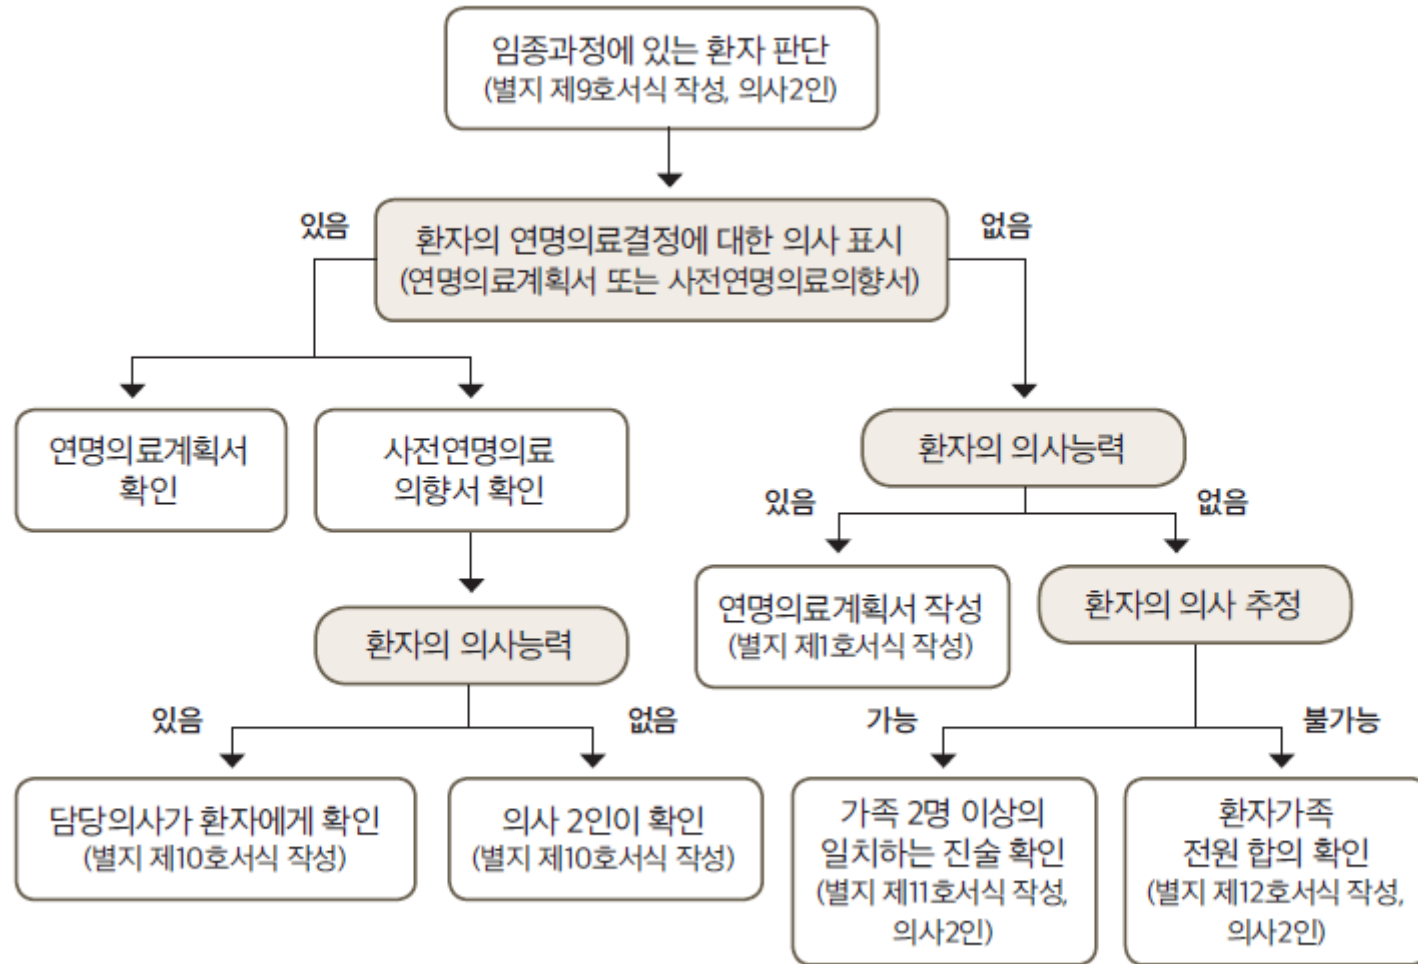 임종과정에 있는 환자 판단
(별지 제9호서식 작성, 의사2인)
있음
환자의 연명의료결정에 대한 의사 표시
(연명의료계획서 또는 사전연명의료의향서)
없음
연명의료계획서
확인
사전연명의료
의향서 확인
환자의 의사능력
있음
없음
연명의료계획서 작성
(별지 제1호서식 작성)
환자의 의사 추정
환자의 의사능력
있음
없음
가능
불가능
담당의사가 환자에게 확인
(별지 제10호서식 작성)
의사 2인이 확인
(별지 제10호서식 작성)
가족 2명 이상의
일치하는 진술 확인
(별지 제11호서식 작성,
의사2인)
환자가족
전원 합의 확인
(별지 제12호서식 작성,
의사2인)